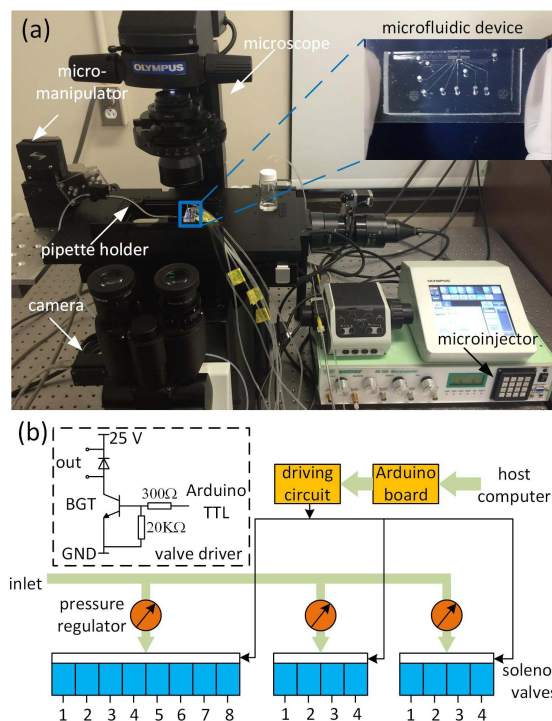 (a)
microfluidic device
OLYMPUS
microscope
micro-
manipulator
pipette holder
camera
OLYMPUS
microinjector
(b)
25 V
out
BGT
300Ω
Arduino
TTL
20KΩ
GND
valve driver
driving
circuit
Arduino
board
host
computer
inlet
pressure
regulator
valves
1 2 3 4 5 6 7 8
1 2 3 4
1 2 3 4